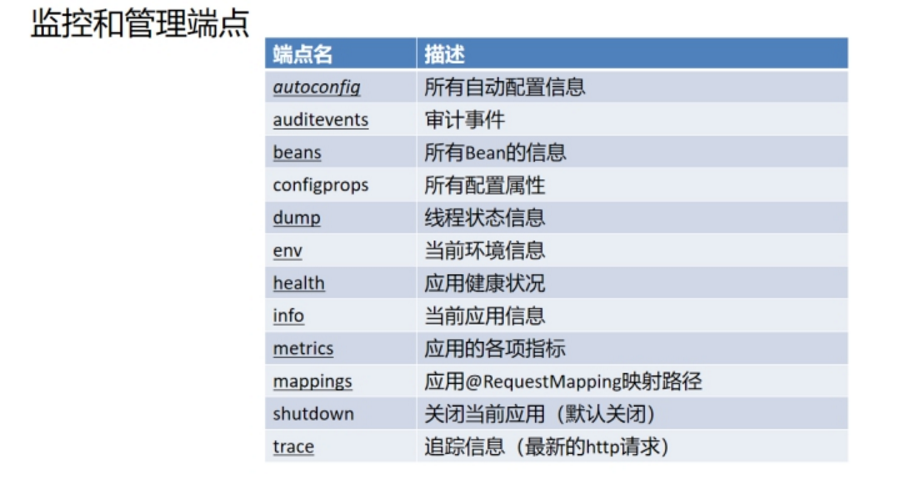 监控和管理端点
端点名 描述
autoconfig 所有自动配置信息
auditevents 审计事件
beans 所有Bean的信息
configprops 所有配置属性
dump 线程状态信息
env 当前环境信息
health 应用健康状况
info 当前应用信息
metrics 应用的各项指标
mappings 应用@RequestMapping映射路径
shutdown 关闭当前应用（默认关闭）
trace 追踪信息（最新的http请求）